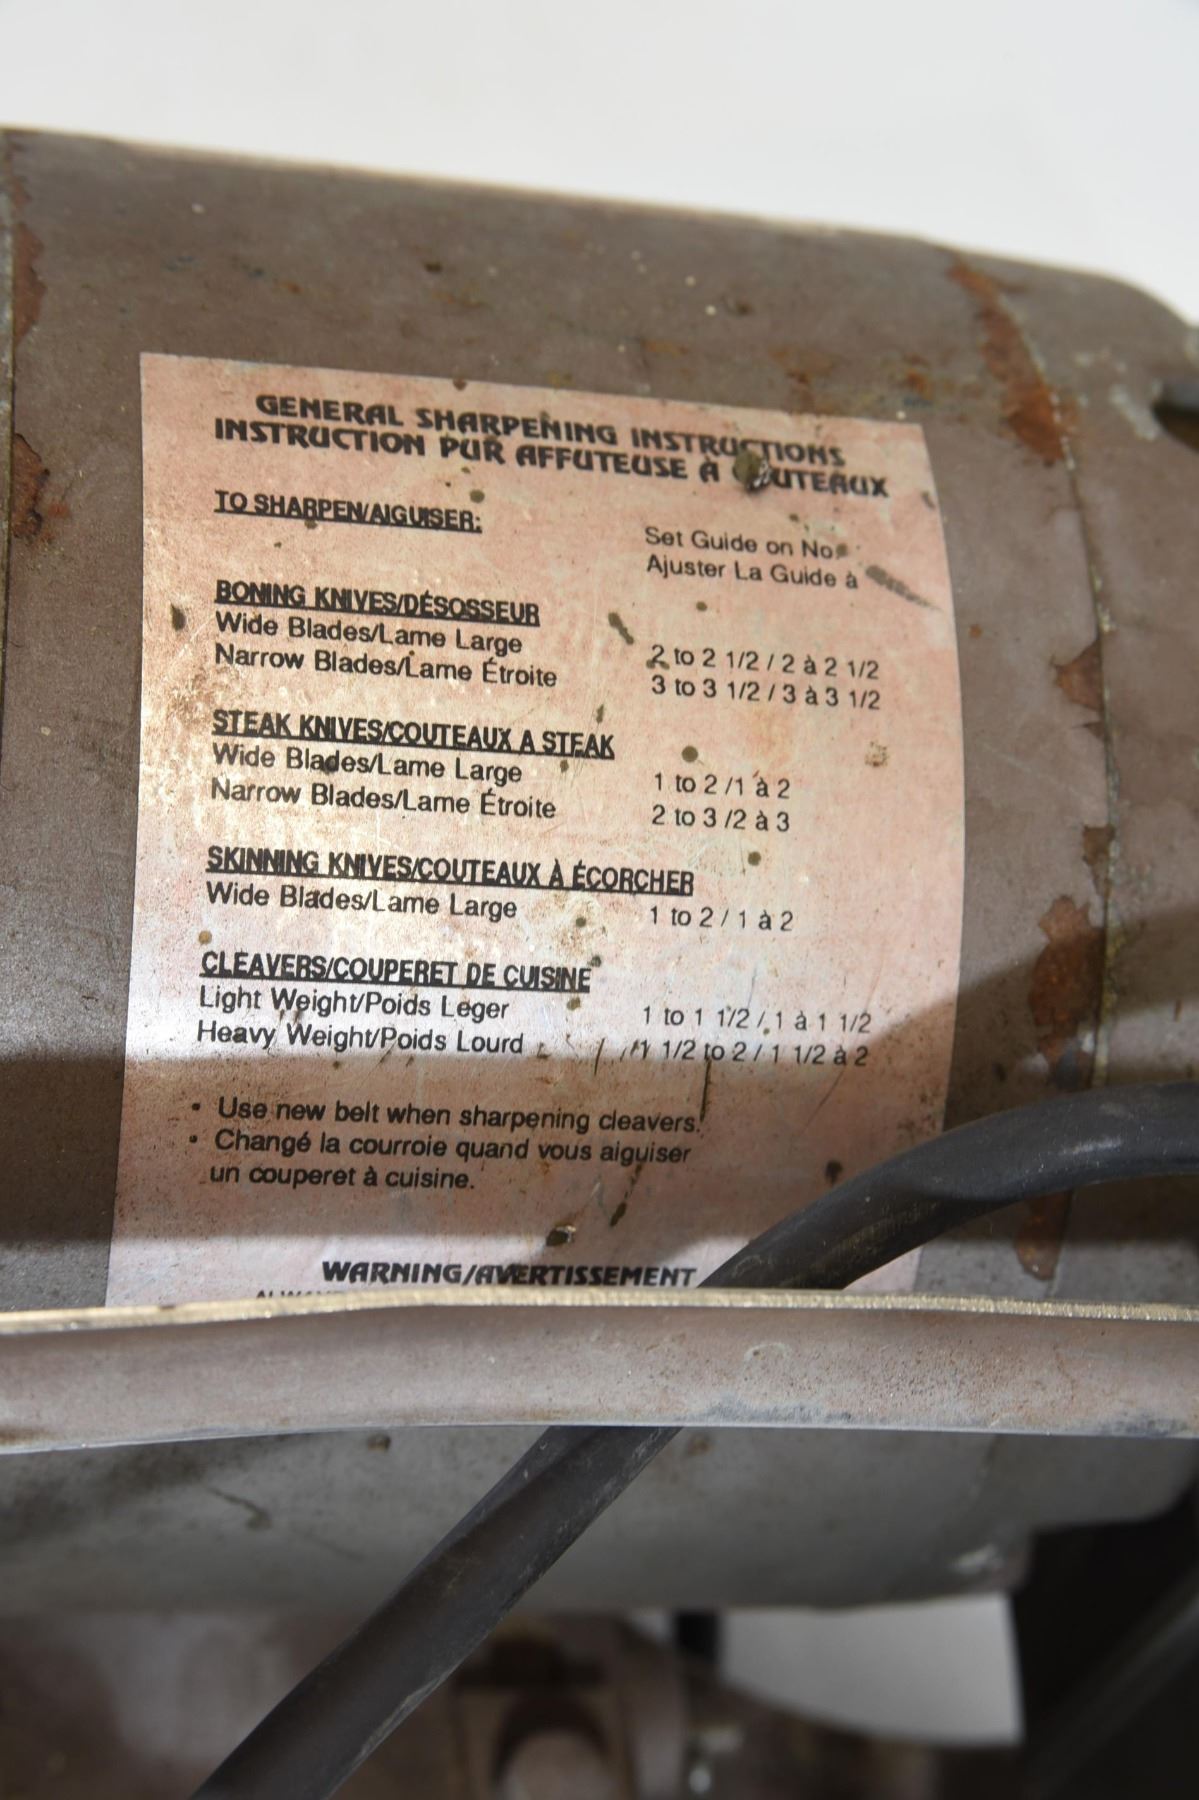 GENERAL SHARPENING INSTRUCTIONS
INSTRUCTION PUR AFFUTEUSE À COUTEAUX
TO SHARPEN/AIGUISER:
Set Guide on No.
Ajuster La Guide à
BONING KNIVES/DÉSOSSEUR
Wide Blades/Lame Large 2 to 2 1/2 / 2 à 2 1/2
Narrow Blades/Lame Étroite 3 to 3 1/2 / 3 à 3 1/2
STEAK KNIVES/COUTEAUX A STEAK
Wide Blades/Lame Large 1 to 2 /1 à 2
Narrow Blades/Lame Étroite 2 to 3 /2 à 3
SKINNING KNIVES/COUTEAUX À ÉCORCHER
Wide Blades/Lame Large 1 to 2 / 1 à 2
CLEAVERS/COUPERET DE CUISINE
Light Weight/Poids Leger 1 to 1 1/2 / 1 à 1 1/2
Heavy Weight/Poids Lourd 1 1/2 to 2 / 1 1/2 à 2
• Use new belt when sharpening cleavers.
• Changé la courroie quand vous aiguiser
un couperet à cuisine.
WARNING/AVERTISSEMENT